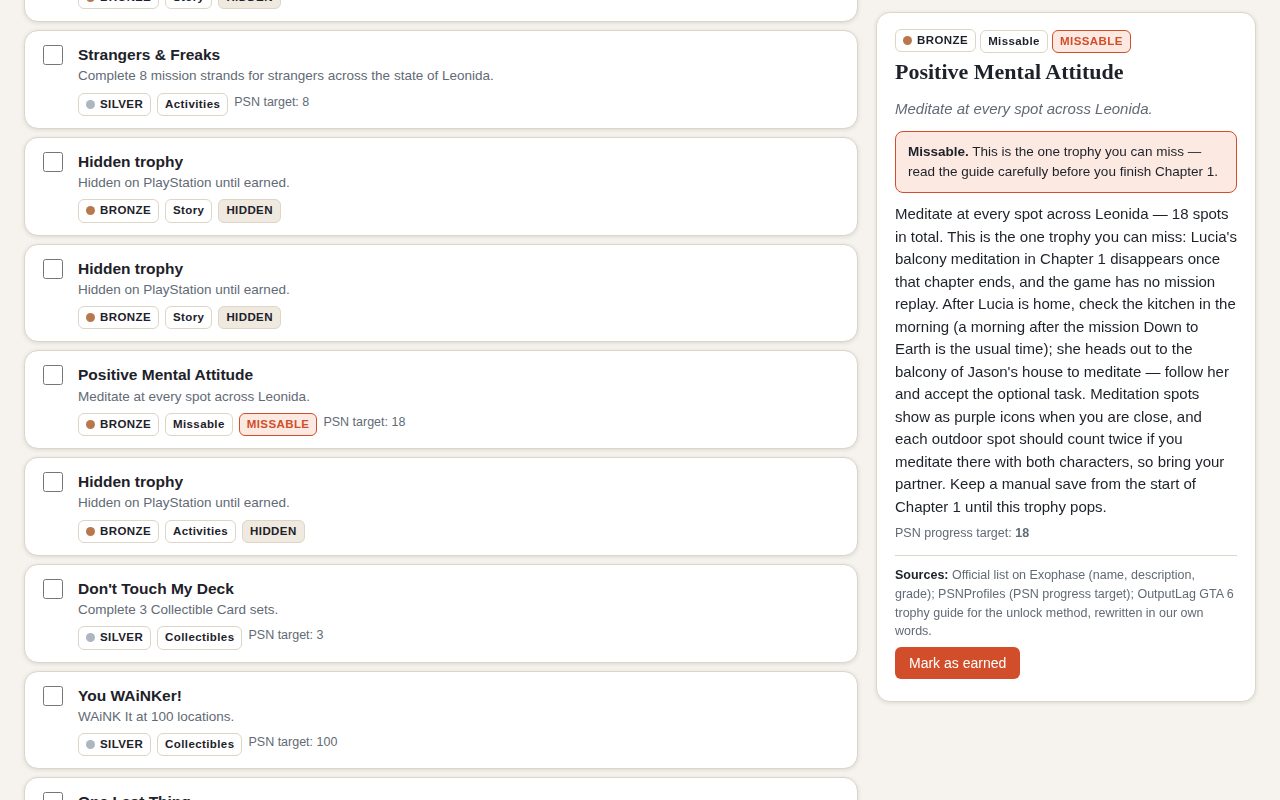 BRONZE Story HIDDEN
Strangers & Freaks
Complete 8 mission strands for strangers across the state of Leonida.
SILVER Activities PSN target: 8
Hidden trophy
Hidden on PlayStation until earned.
BRONZE Story HIDDEN
Hidden trophy
Hidden on PlayStation until earned.
BRONZE Story HIDDEN
Positive Mental Attitude
Meditate at every spot across Leonida.
BRONZE Missable MISSABLE PSN target: 18
Hidden trophy
Hidden on PlayStation until earned.
BRONZE Activities HIDDEN
Don't Touch My Deck
Complete 3 Collectible Card sets.
SILVER Collectibles PSN target: 3
You WAiNKer!
WAiNK It at 100 locations.
SILVER Collectibles PSN target: 100
One Last Thing
BRONZE Missable MISSABLE
Positive Mental Attitude
Meditate at every spot across Leonida.
Missable. This is the one trophy you can miss —
read the guide carefully before you finish Chapter 1.
Meditate at every spot across Leonida — 18 spots
in total. This is the one trophy you can miss: Lucia's
balcony meditation in Chapter 1 disappears once
that chapter ends, and the game has no mission
replay. After Lucia is home, check the kitchen in the
morning (a morning after the mission Down to
Earth is the usual time); she heads out to the
balcony of Jason's house to meditate — follow her
and accept the optional task. Meditation spots
show as purple icons when you are close, and
each outdoor spot should count twice if you
meditate there with both characters, so bring your
partner. Keep a manual save from the start of
Chapter 1 until this trophy pops.
PSN progress target: 18
Sources: Official list on Exophase (name, description,
grade); PSNProfiles (PSN progress target); OutputLag GTA 6
trophy guide for the unlock method, rewritten in our own
words.
Mark as earned